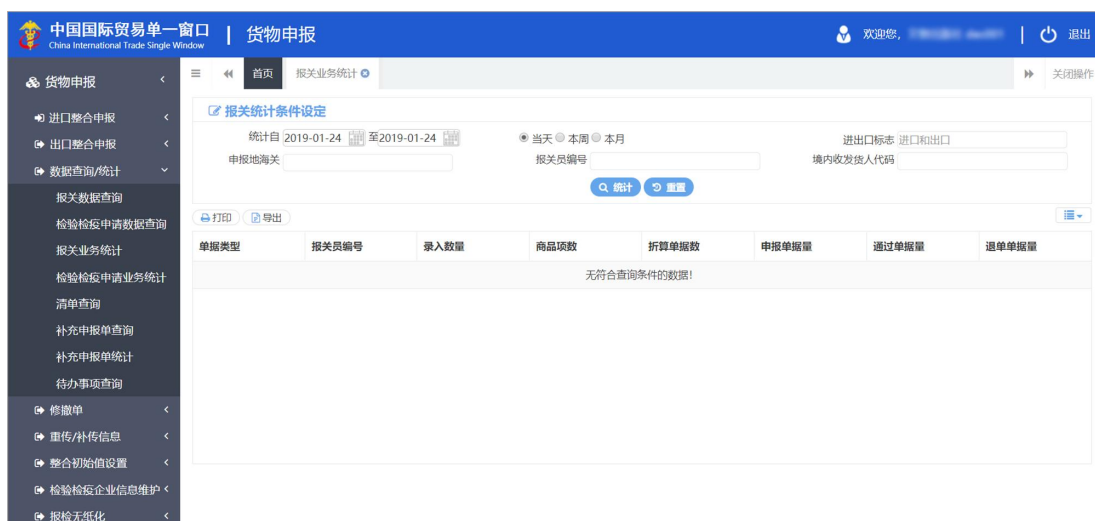 中国国际贸易单一窗口 | 货物申报
China International Trade Single Window
欢迎您,
退出
货物申报
首页
报关业务统计
关闭操作
进口整合申报
出口整合申报
数据查询/统计
报关数据查询
检验检疫申请数据查询
报关业务统计
检验检疫申请业务统计
清单查询
补充申报单查询
补充申报单统计
待办事项查询
修撤单
重传/补传信息
整合初始值设置
检验检疫企业信息维护
报检无纸化
报关统计条件设定
统计自 2019-01-24 至2019-01-24 当天 本周 本月 进出口标志 进口和出口
申报地海关 报关员编号 境内收发货人代码
统计 重置
打印 导出
单据类型 报关员编号 录入数量 商品项数 折算单据数 申报单据量 通过单据量 退单单据量
无符合查询条件的数据!